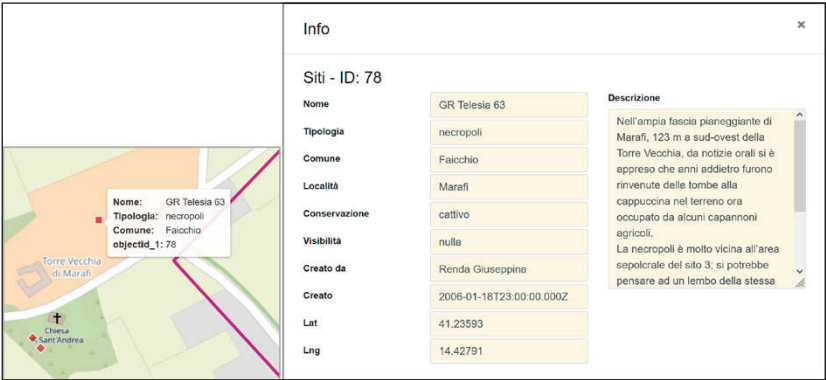 Nome: GR Telesia 63
Tipologia: necropoli
Comune: Faicchio
objectid_1: 78
Torre Vecchia
di Marafi
Chiesa
Sant'Andrea
Info ×
Siti - ID: 78
Nome GR Telesia 63
Tipologia necropoli
Comune Faicchio
Località Marafi
Conservazione cattivo
Visibilità nulla
Creato da Renda Giuseppina
Creato 2006-01-18T23:00:00.000Z
Lat 41.23593
Lng 14.42791
Descrizione
Nell'ampia fascia pianeggiante di
Marafi, 123 m a sud-ovest della
Torre Vecchia, da notizie orali si è
appreso che anni addietro furono
rinvenute delle tombe alla
cappuccina nel terreno ora
occupato da alcuni capannoni
agricoli.
La necropoli è molto vicina all'area
sepolcrale del sito 3; si potrebbe
pensare ad un lembo della stessa